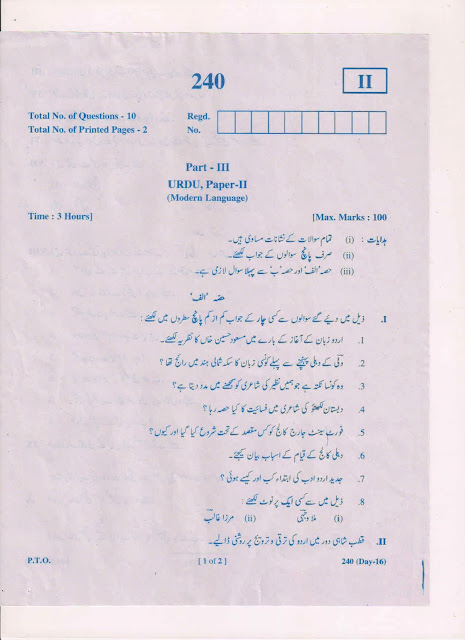 240
II
Total No. of Questions - 10
Regd.
Total No. of Printed Pages - 2
No.
Part - III
URDU, Paper-II
(Modern Language)
Time : 3 Hours]
[Max. Marks : 100
ہدایات : (i) تمام سوالات کے نشانات مساوی ہیں۔
(ii) صرف پانچ سوالوں کے جواب لکھئے۔
(iii) حصہ 'الف' اور حصہ 'ب' سے پہلا سوال لازمی ہے۔
حصہ 'الف'
I. ذیل میں دیئے گئے سوالوں سے کسی چار کے جواب کم از کم پانچ سطروں میں لکھئے :
1. اردو زبان کے آغاز کے بارے میں مسعود حسین خاں کا نظریہ لکھئے۔
2. ولی کے دہلی پہنچنے سے پہلے کونسی زبان کا سکہ شمالی ہند میں رائج تھا ؟
3. وہ کونسا نکتہ ہے جو ہمیں نظیر کی شاعری کو سمجھنے میں مدد دیتا ہے ؟
4. دبستان لکھنؤ کی شاعری میں نسائیت کا کیا حصہ رہا ؟
5. فورٹ سینٹ جارج کالج کو کس مقصد کے تحت شروع کیا گیا اور کیوں ؟
6. دہلی کالج کے قیام کے اسباب بیان کیجئے۔
7. جدید اردو ادب کی ابتداء کب اور کیسے ہوئی ؟
8. ذیل میں سے کسی ایک پر نوٹ لکھئے :
(i) ملا وجہی (ii) مرزا غالب
II. قطب شاہی دور میں اردو کی ترقی و ترویج پر روشنی ڈالیے۔
P.T.O.
[ 1 of 2 ]
240 (Day-16)